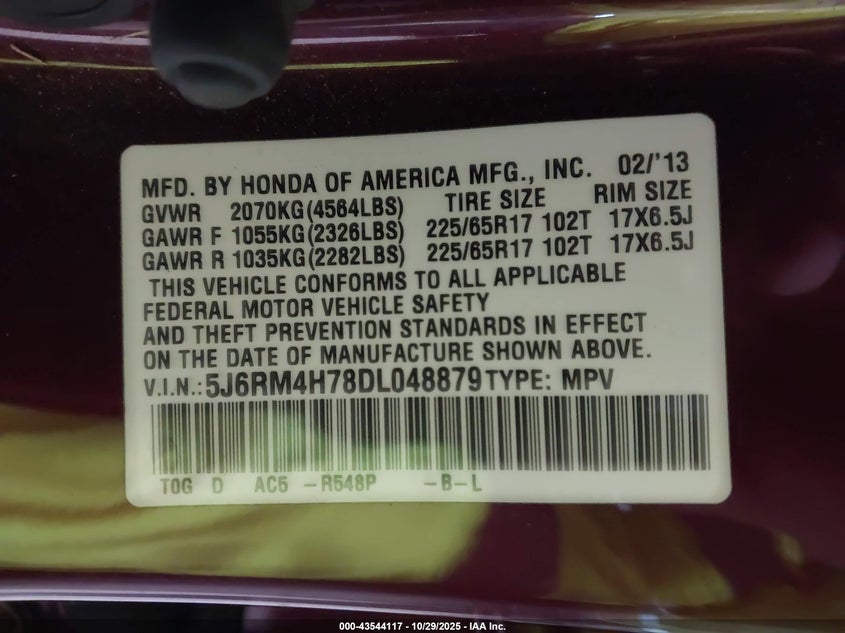 MFD. BY HONDA OF AMERICA MFG., INC. 02/'13
GVWR 2070KG(4564LBS) TIRE SIZE RIM SIZE
GAWR F 1055KG(2326LBS) 225/65R17 102T 17X6.5J
GAWR R 1035KG(2282LBS) 225/65R17 102T 17X6.5J
THIS VEHICLE CONFORMS TO ALL APPLICABLE
FEDERAL MOTOR VEHICLE SAFETY
AND THEFT PREVENTION STANDARDS IN EFFECT
ON THE DATE OF MANUFACTURE SHOWN ABOVE.
V.I.N.: 5J6RM4H78DL048879 TYPE: MPV
T0G D AC5 -R548P -B-L
000-43544117 - 10/29/2025 - IAA Inc.